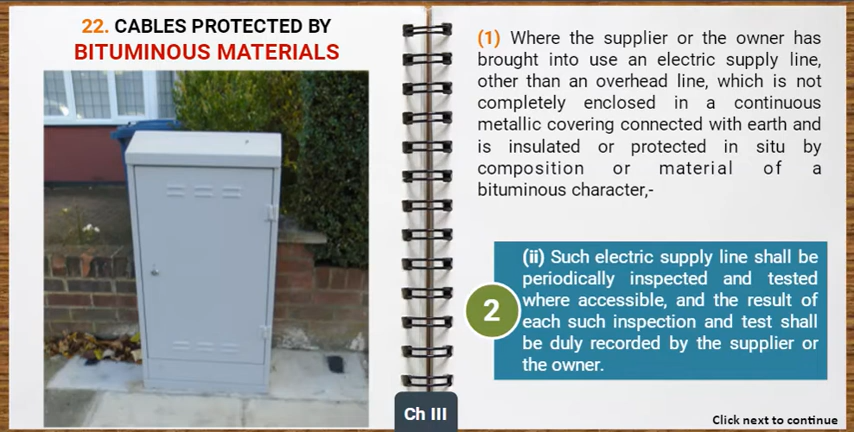 22. CABLES PROTECTED BY
BITUMINOUS MATERIALS
(1) Where the supplier or the owner has
brought into use an electric supply line,
other than an overhead line, which is not
completely enclosed in a continuous
metallic covering connected with earth and
is insulated or protected in situ by
composition or material of a
bituminous character,-
2
(ii) Such electric supply line shall be
periodically inspected and tested
where accessible, and the result of
each such inspection and test shall
be duly recorded by the supplier or
the owner.
Ch III
Click next to continue